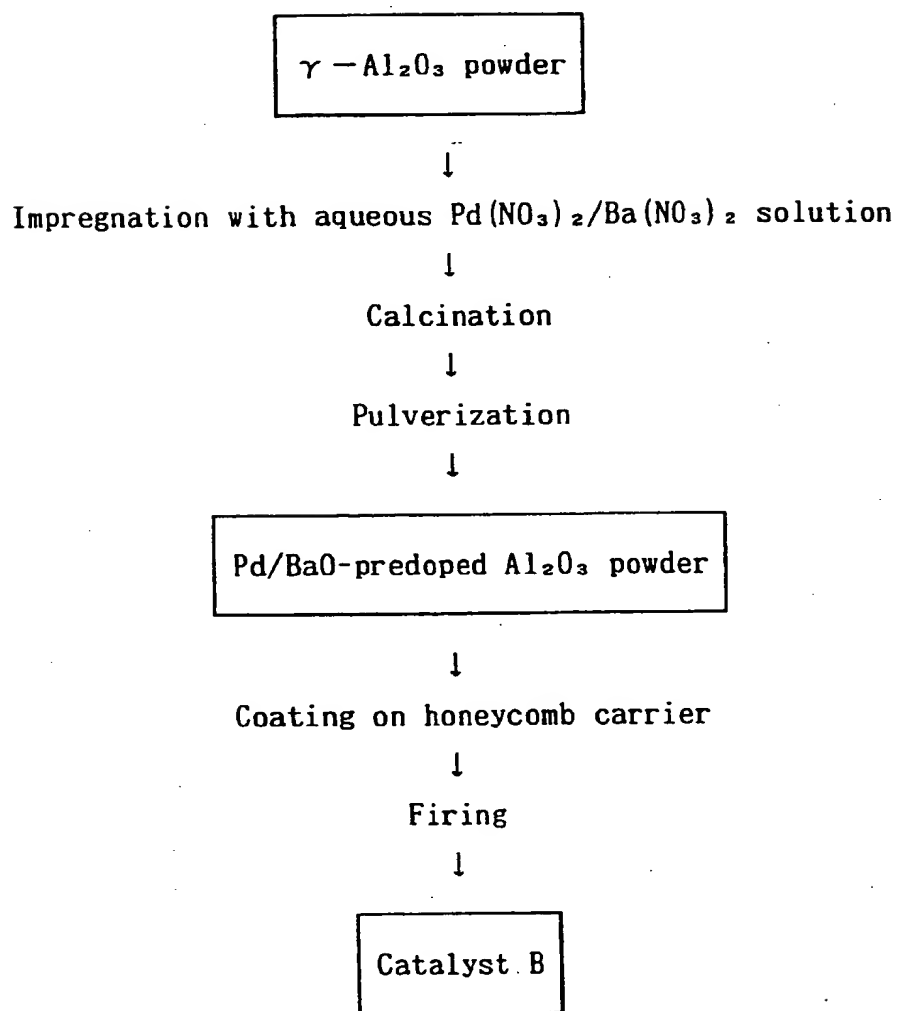 γ-Al₂O₃ powder
↓
Impregnation with aqueous Pd(NO₃)₂/Ba(NO₃)₂ solution
↓
Calcination
↓
Pulverization
↓
Pd/BaO-predoped Al₂O₃ powder
↓
Coating on honeycomb carrier
↓
Firing
↓
Catalyst B